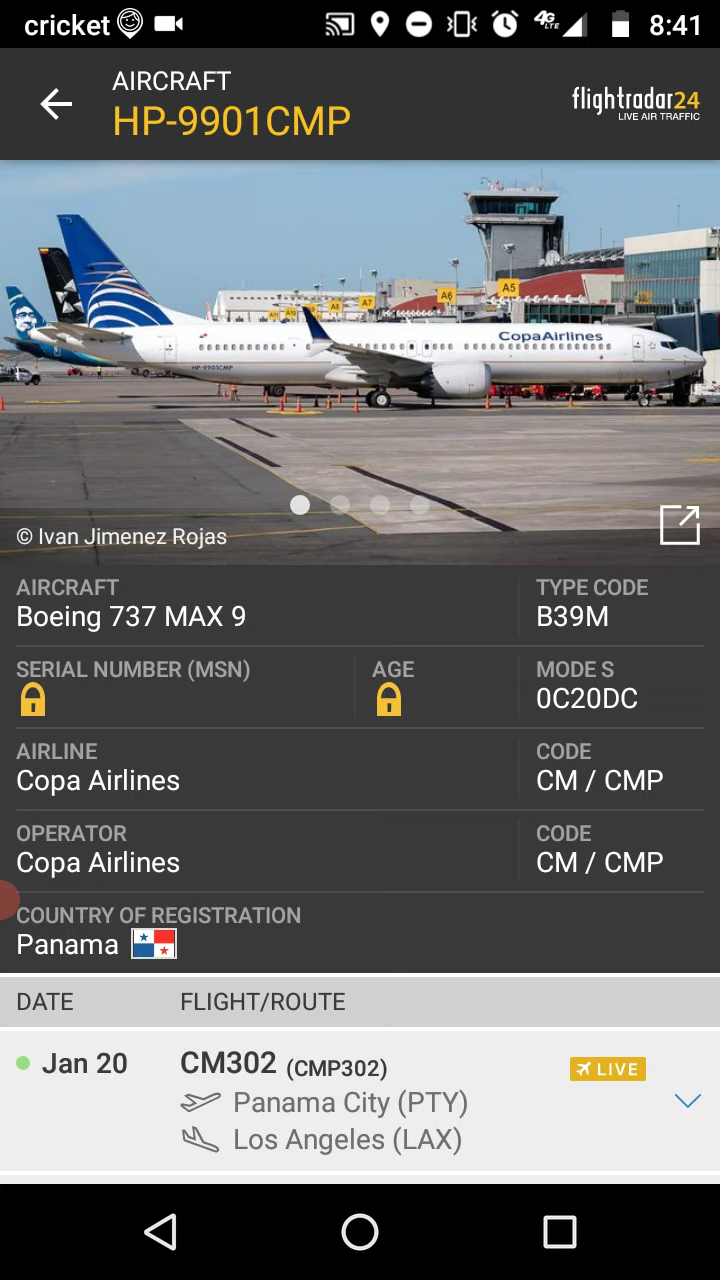 cricket 4G LTE 8:41
AIRCRAFT
HP-9901CMP
flightradar24
LIVE AIR TRAFFIC
A5
A6
A7
CopaAirlines
HP-9901CMP
© Ivan Jimenez Rojas
AIRCRAFT TYPE CODE
Boeing 737 MAX 9 B39M
SERIAL NUMBER (MSN) AGE MODE S
0C20DC
AIRLINE CODE
Copa Airlines CM / CMP
OPERATOR CODE
Copa Airlines CM / CMP
COUNTRY OF REGISTRATION
Panama
DATE FLIGHT/ROUTE
Jan 20 CM302 (CMP302) LIVE
Panama City (PTY)
Los Angeles (LAX)